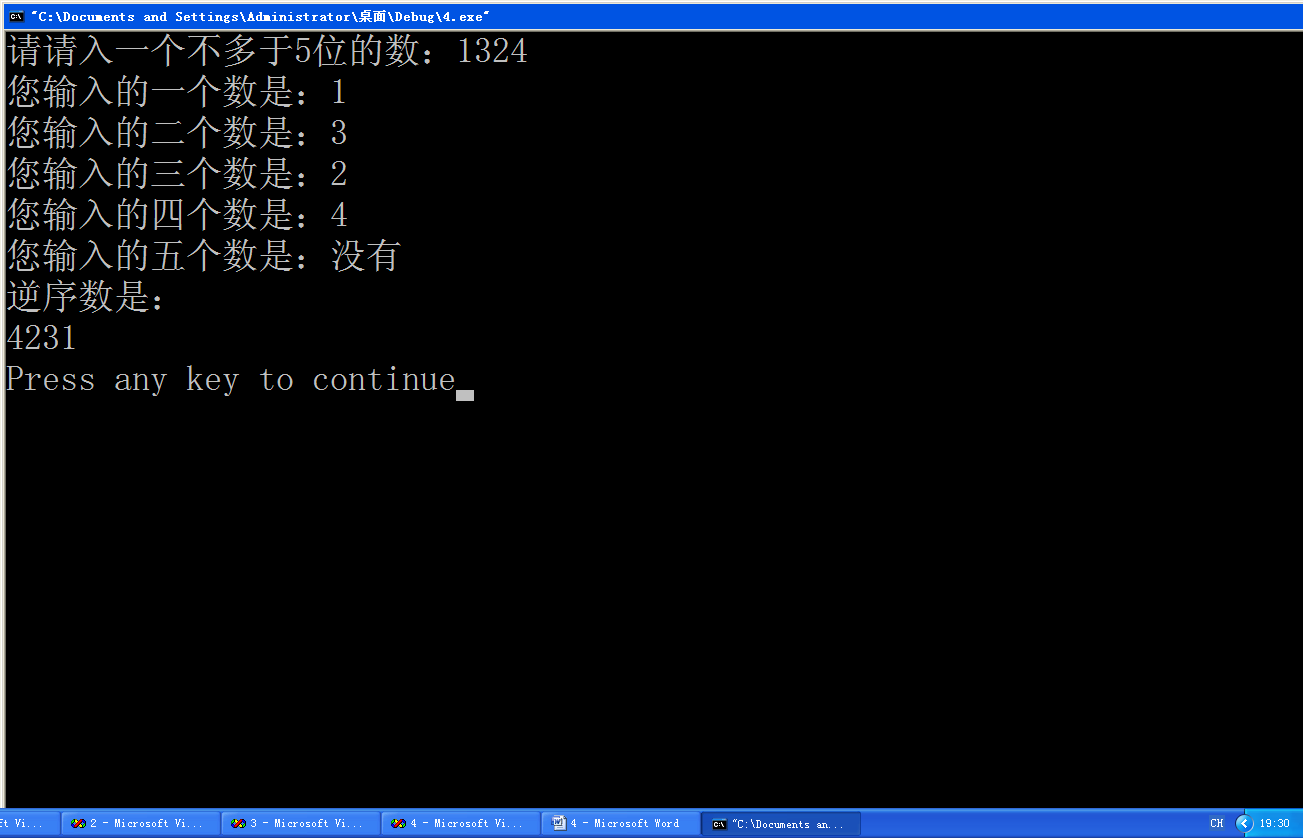 "C:\Documents and Settings\Administrator\桌面\Debug\4.exe"
请请入一个不多于5位的数：1324
您输入的一个数是：1
您输入的二个数是：3
您输入的三个数是：2
您输入的四个数是：4
您输入的五个数是：没有
逆序数是：
4231
Press any key to continue
ft Vi... 2 - Microsoft Vi... 3 - Microsoft Vi... 4 - Microsoft Vi... 4 - Microsoft Word "C:\Documents an... CH 19:30